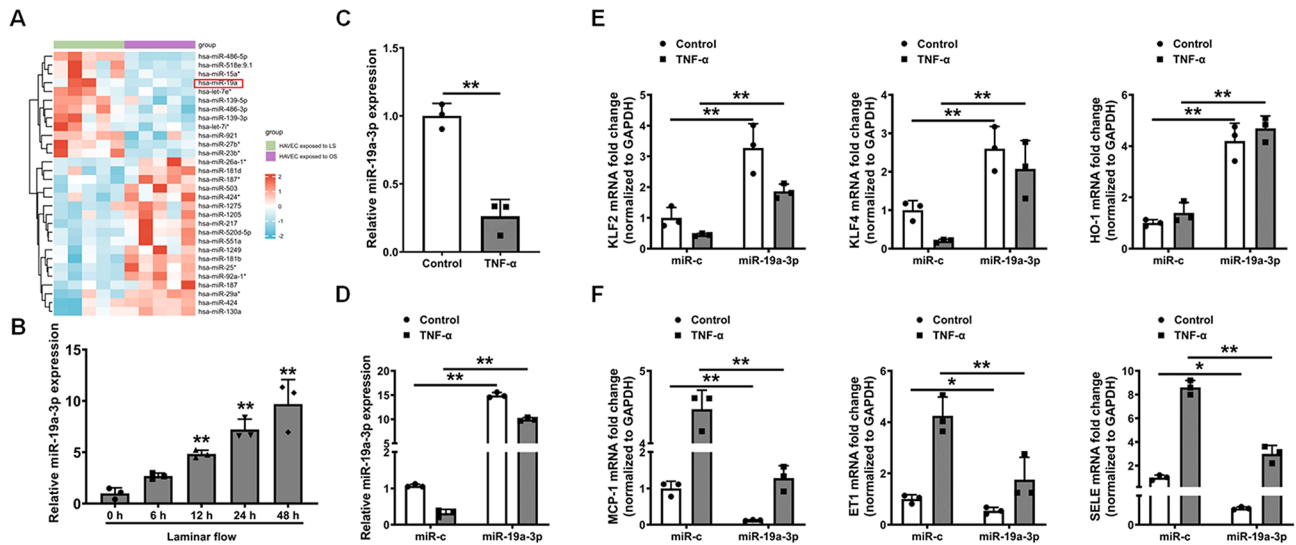 A
group
hsa-miR-486-5p
hsa-miR-518e:9.1
hsa-miR-15a*
hsa-miR-19a
hsa-let-7e*
hsa-miR-139-5p
hsa-miR-486-3p
hsa-miR-139-3p
hsa-let-7i*
hsa-miR-921
hsa-miR-27b*
hsa-miR-23b*
hsa-miR-26a-1*
hsa-miR-181d
hsa-miR-187*
hsa-miR-503
hsa-miR-424*
hsa-miR-1275
hsa-miR-1205
hsa-miR-217
hsa-miR-520d-5p
hsa-miR-551a
hsa-miR-1249
hsa-miR-181b
hsa-miR-25*
hsa-miR-92a-1*
hsa-miR-187
hsa-miR-29a*
hsa-miR-424
hsa-miR-130a
group
HAVEC exposed to LS
HAVEC exposed to OS
2
1
0
-1
-2
B
Relative miR-19a-3p expression
15
10
5
0
**
**
**
0 h 6 h 12 h 24 h 48 h
Laminar flow
C
Relative miR-19a-3p expression
1.5
1.0
0.5
0.0
**
Control TNF-α
D
Control
TNF-α
Relative miR-19a-3p expression
20
15
10
5
2
1
0
**
**
miR-c miR-19a-3p
E
Control
TNF-α
KLF2 mRNA fold change
(normalized to GAPDH)
5
4
3
2
1
0
**
**
miR-c miR-19a-3p
Control
TNF-α
KLF4 mRNA fold change
(normalized to GAPDH)
4
3
2
1
0
**
**
miR-c miR-19a-3p
Control
TNF-α
HO-1 mRNA fold change
(normalized to GAPDH)
6
4
2
0
**
**
miR-c miR-19a-3p
F
Control
TNF-α
MCP-1 mRNA fold change
(normalized to GAPDH)
5
2
2
1
0
**
**
miR-c miR-19a-3p
Control
TNF-α
ET1 mRNA fold change
(normalized to GAPDH)
6
4
2
0
**
*
miR-c miR-19a-3p
Control
TNF-α
SELE mRNA fold change
(normalized to GAPDH)
10
8
6
4
2
0
**
*
miR-c miR-19a-3p